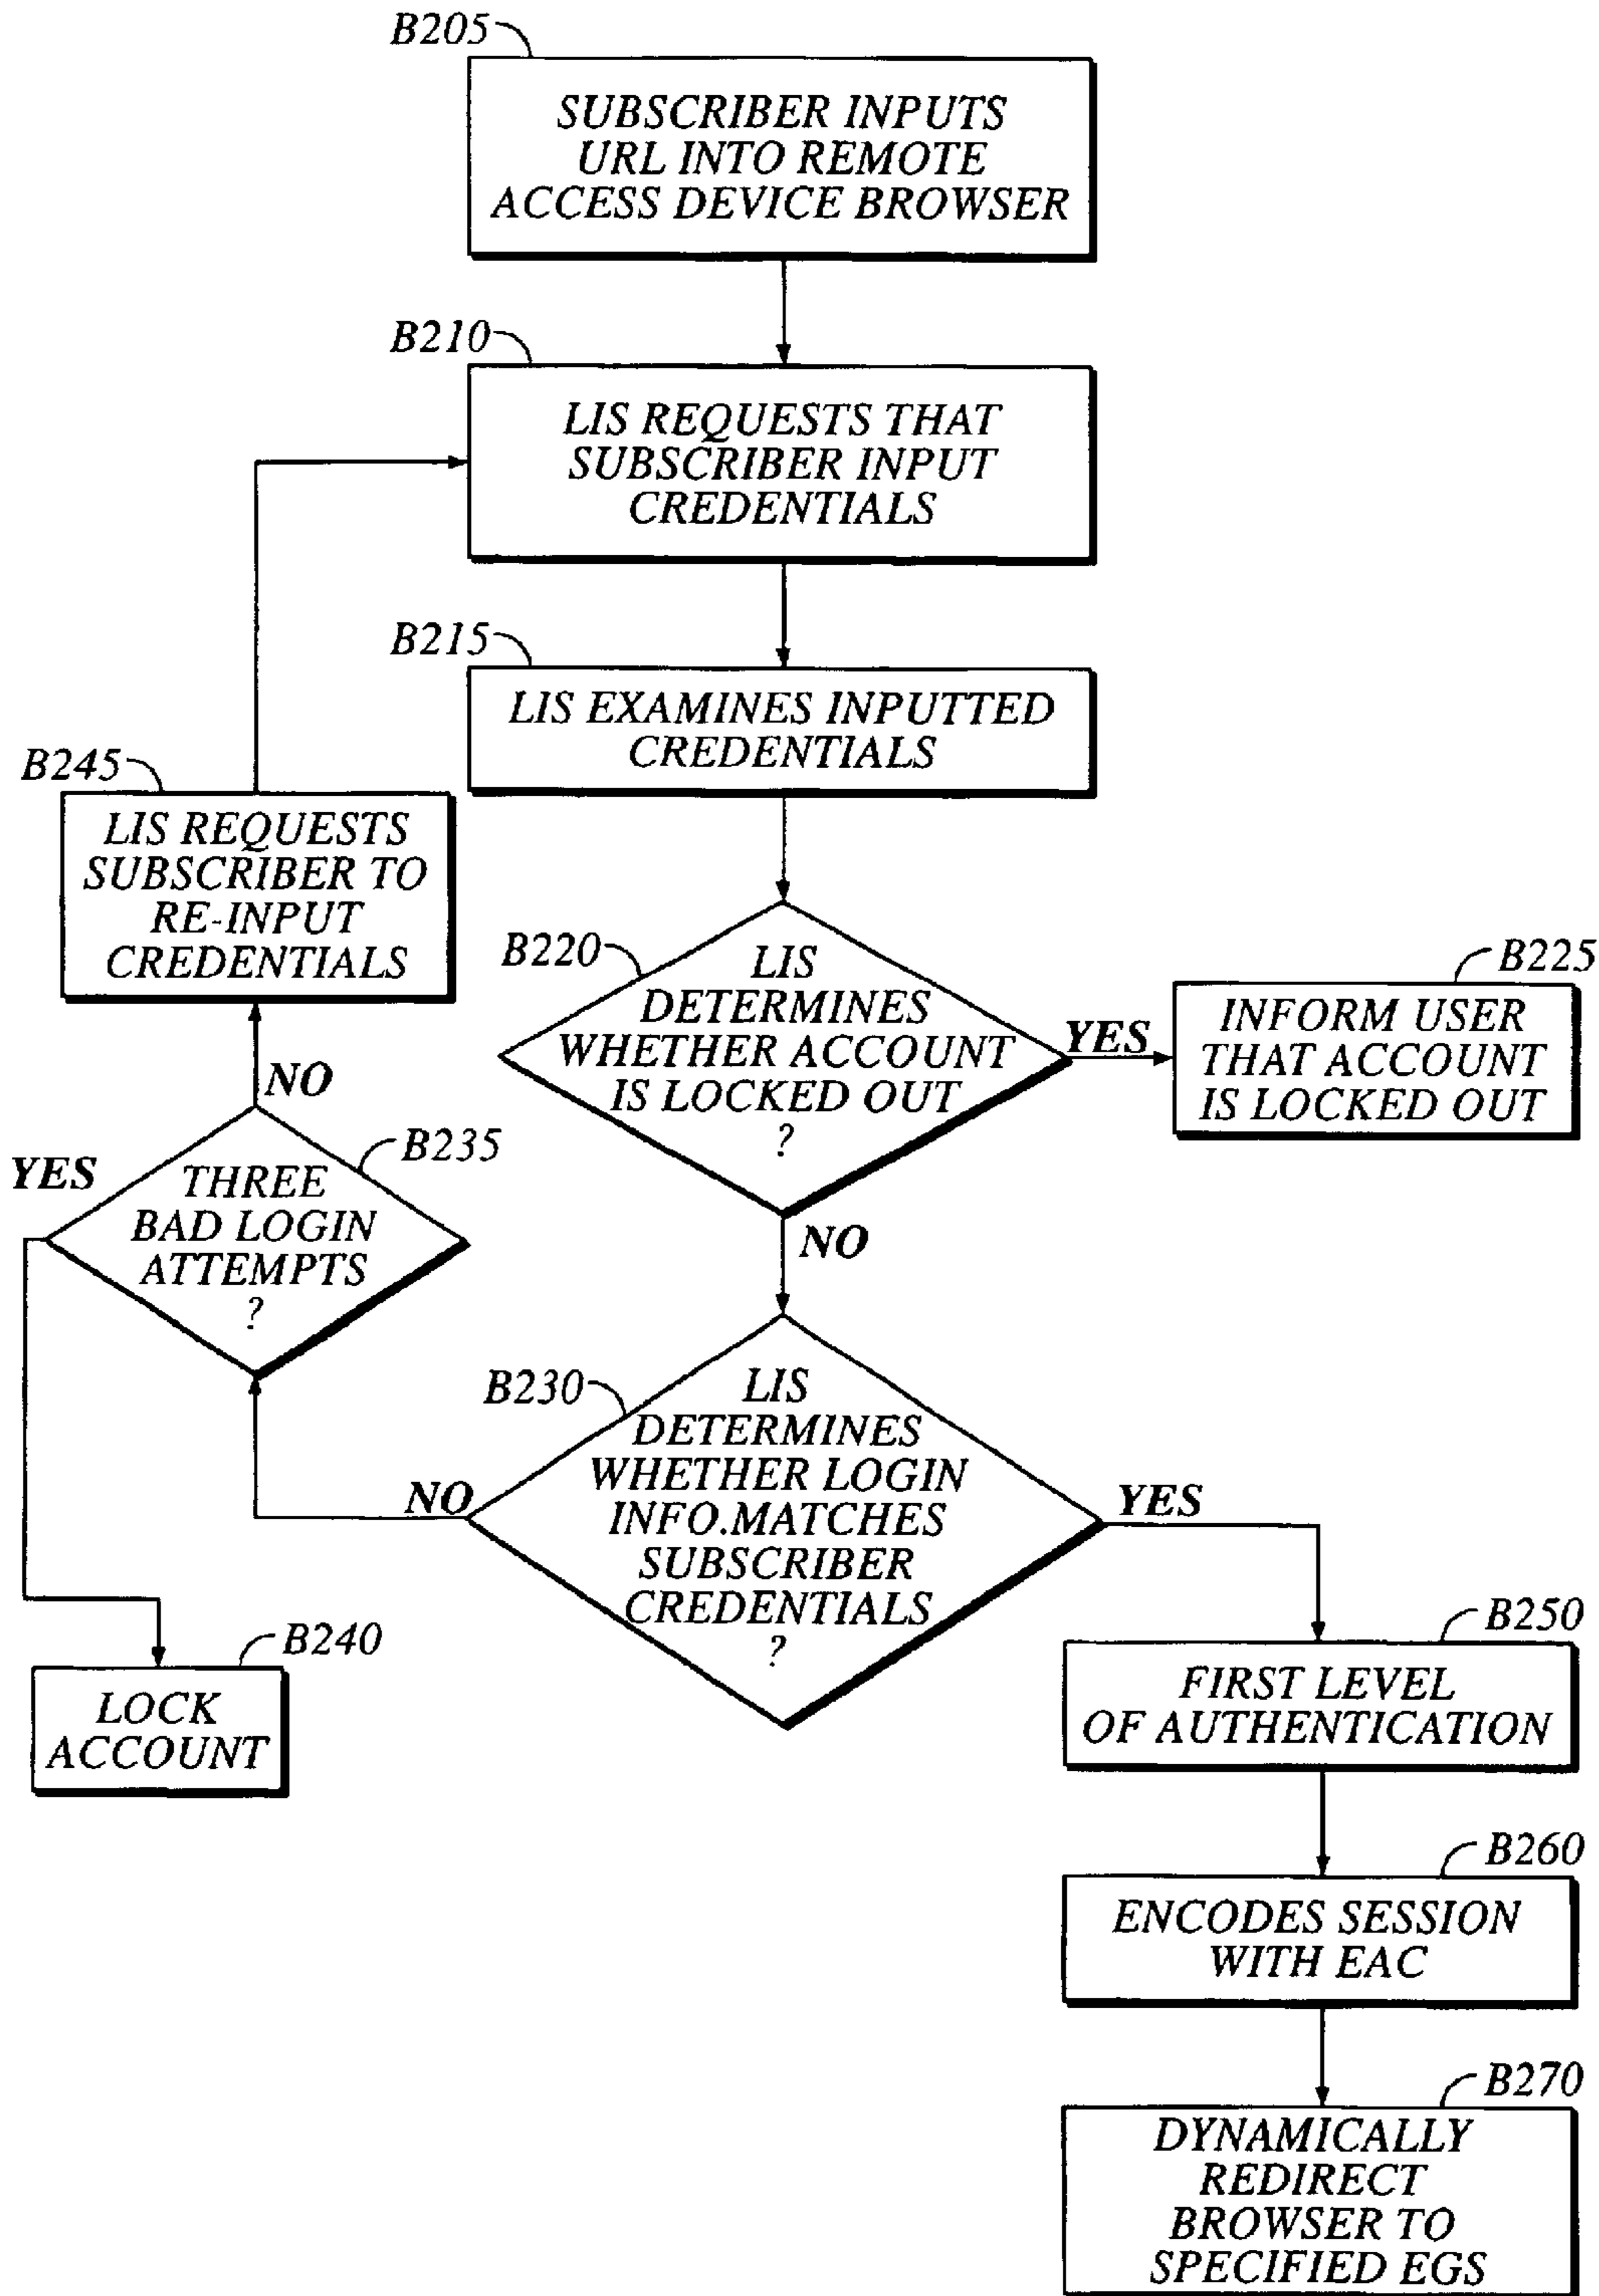 B205
SUBSCRIBER INPUTS
URL INTO REMOTE
ACCESS DEVICE BROWSER
B210
LIS REQUESTS THAT
SUBSCRIBER INPUT
CREDENTIALS
B215
LIS EXAMINES INPUTTED
CREDENTIALS
B245
LIS REQUESTS
SUBSCRIBER TO
RE-INPUT
CREDENTIALS
B220
LIS
DETERMINES
WHETHER ACCOUNT
IS LOCKED OUT
?
YES
B225
INFORM USER
THAT ACCOUNT
IS LOCKED OUT
NO
B235
YES
THREE
BAD LOGIN
ATTEMPTS
?
NO
B230
LIS
DETERMINES
WHETHER LOGIN
INFO.MATCHES
SUBSCRIBER
CREDENTIALS
?
NO
YES
B240
LOCK
ACCOUNT
B250
FIRST LEVEL
OF AUTHENTICATION
B260
ENCODES SESSION
WITH EAC
B270
DYNAMICALLY
REDIRECT
BROWSER TO
SPECIFIED EGS